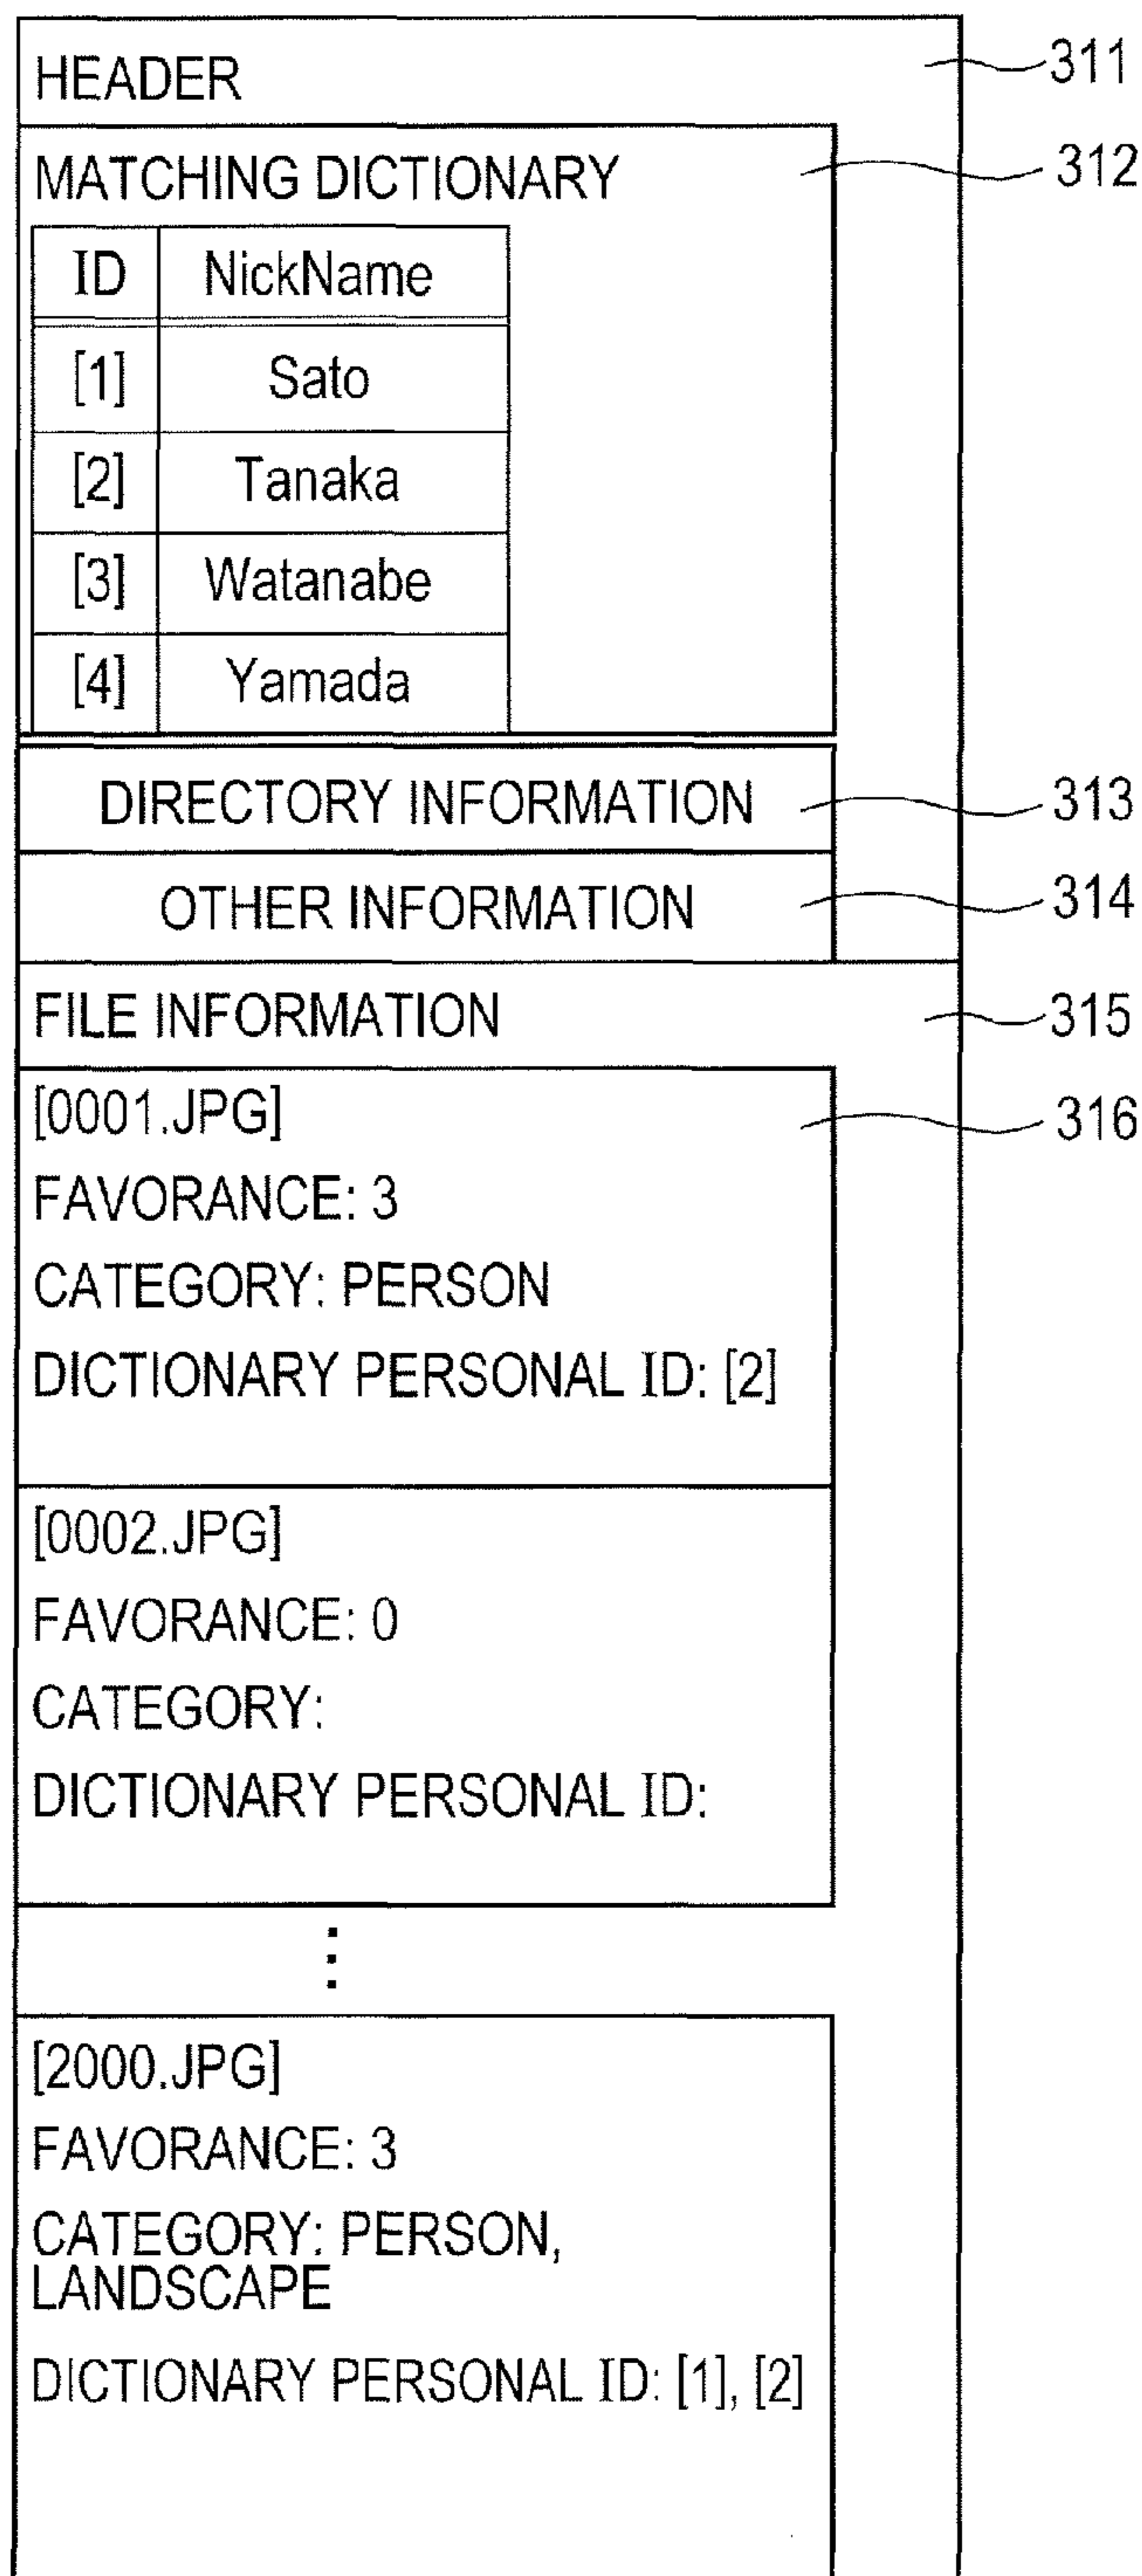 HEADER 311
MATCHING DICTIONARY 312
ID NickName
[1] Sato
[2] Tanaka
[3] Watanabe
[4] Yamada
DIRECTORY INFORMATION 313
OTHER INFORMATION 314
FILE INFORMATION 315
[0001.JPG] 316
FAVORANCE: 3
CATEGORY: PERSON
DICTIONARY PERSONAL ID: [2]
[0002.JPG]
FAVORANCE: 0
CATEGORY:
DICTIONARY PERSONAL ID:
[2000.JPG]
FAVORANCE: 3
CATEGORY: PERSON,
LANDSCAPE
DICTIONARY PERSONAL ID: [1], [2]